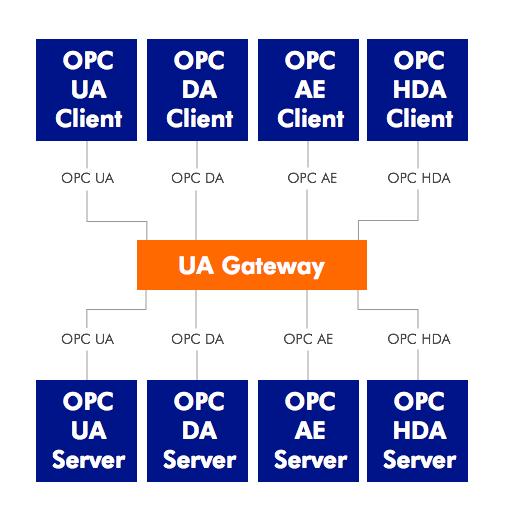 OPC
UA
Client
OPC
DA
Client
OPC
AE
Client
OPC
HDA
Client
OPC UA
OPC DA
OPC AE
OPC HDA
UA Gateway
OPC UA
OPC DA
OPC AE
OPC HDA
OPC
UA
Server
OPC
DA
Server
OPC
AE
Server
OPC
HDA
Server